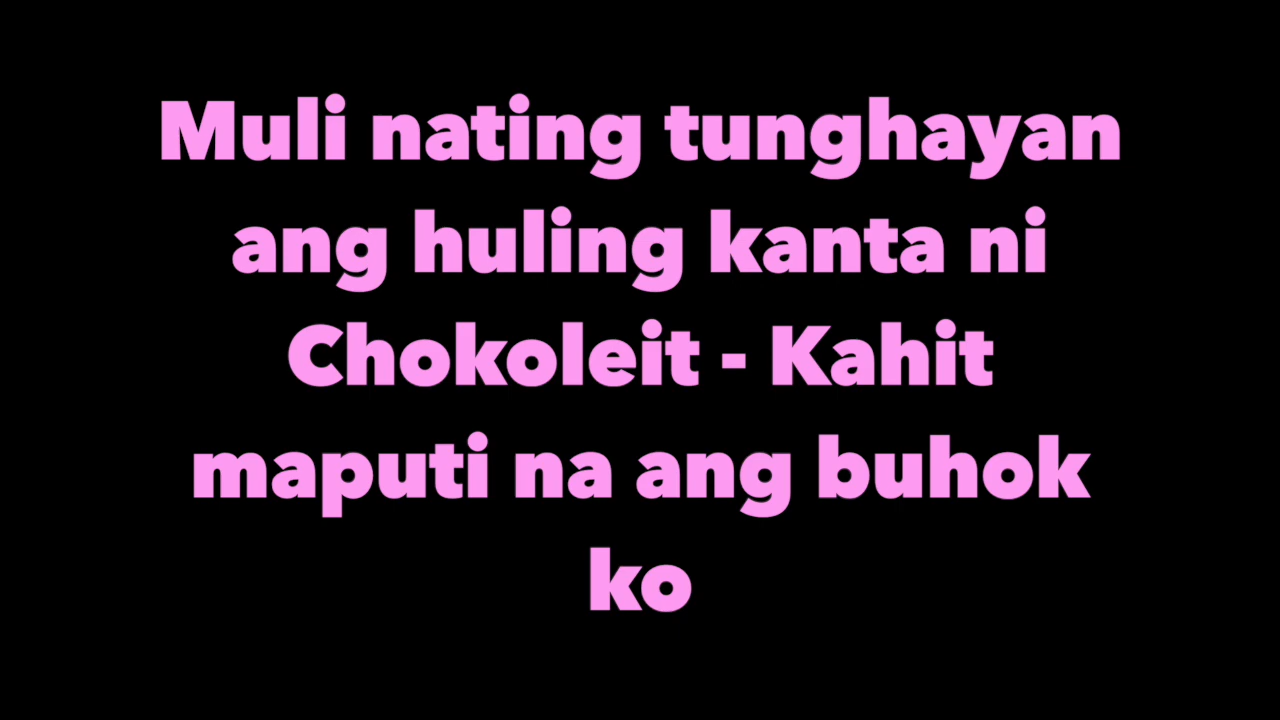 Muli nating tunghayan
ang huling kanta ni
Chokoleit - Kahit
maputi na ang buhok
ko